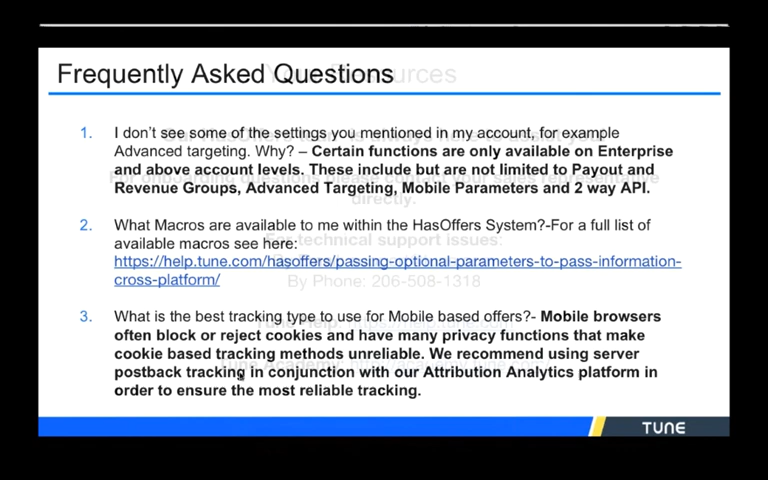 Frequently Asked Questions
1. I don't see some of the settings you mentioned in my account, for example
Advanced targeting. Why? – Certain functions are only available on Enterprise
and above account levels. These include but are not limited to Payout and
Revenue Groups, Advanced Targeting, Mobile Parameters and 2 way API.
2. What Macros are available to me within the HasOffers System?-For a full list of
available macros see here:
https://help.tune.com/hasoffers/passing-optional-parameters-to-pass-information-
cross-platform/
By Phone: 206-508-1318
3. What is the best tracking type to use for Mobile based offers?- Mobile browsers
often block or reject cookies and have many privacy functions that make
cookie based tracking methods unreliable. We recommend using server
postback tracking in conjunction with our Attribution Analytics platform in
order to ensure the most reliable tracking.
TUNE